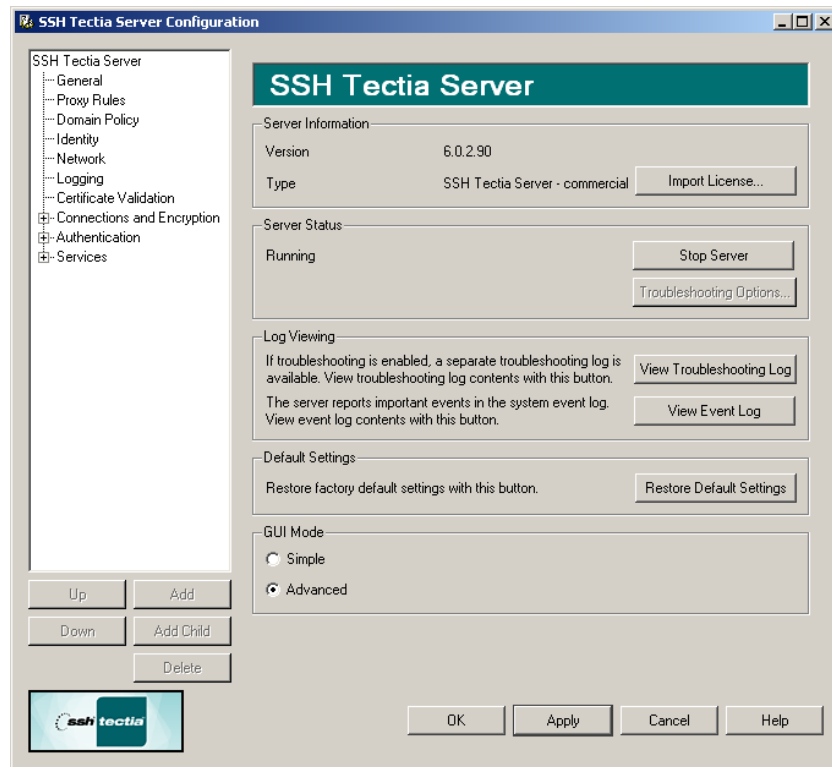 SSH Tectia Server Configuration
SSH Tectia Server
General
Proxy Rules
Domain Policy
Identity
Network
Logging
Certificate Validation
Connections and Encryption
Authentication
Services
Up
Add
Down
Add Child
Delete
ssh tectia
SSH Tectia Server
Server Information
Version 6.0.2.90
Type SSH Tectia Server - commercial Import License...
Server Status
Running Stop Server
Troubleshooting Options...
Log Viewing
If troubleshooting is enabled, a separate troubleshooting log is
available. View troubleshooting log contents with this button.
View Troubleshooting Log
The server reports important events in the system event log.
View event log contents with this button.
View Event Log
Default Settings
Restore factory default settings with this button. Restore Default Settings
GUI Mode
Simple
Advanced
OK Apply Cancel Help